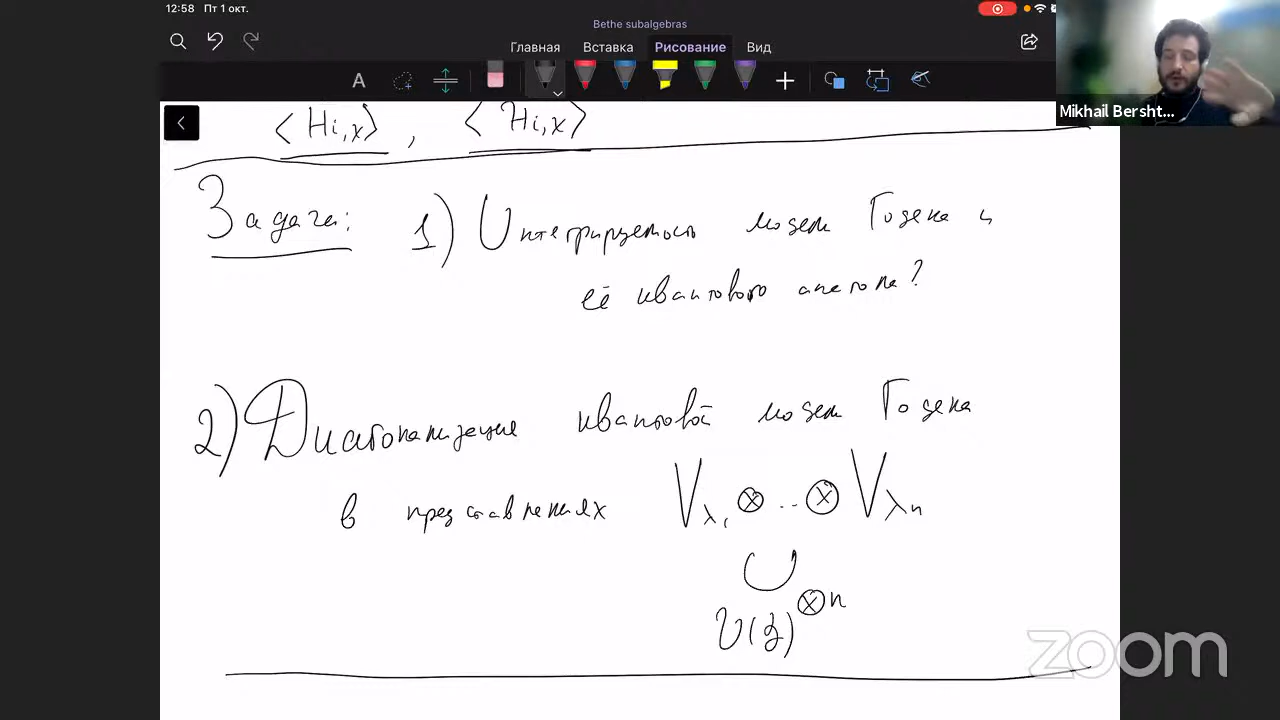 12:58 Пт 1 окт.
Bethe subalgebras
Главная Вставка Рисование Вид
A
Mikhail Bersht...
⟨Hi,χ⟩ , ⟨Hi,χ⟩
Задачи: 1) Интегрируемость модели Годена и
её квантового аналога?
2) Диагонализация квантовой модели Годена
в представлениях Vλ₁ ⊗ .. ⊗ Vλn
U(g)⊗n
zoom